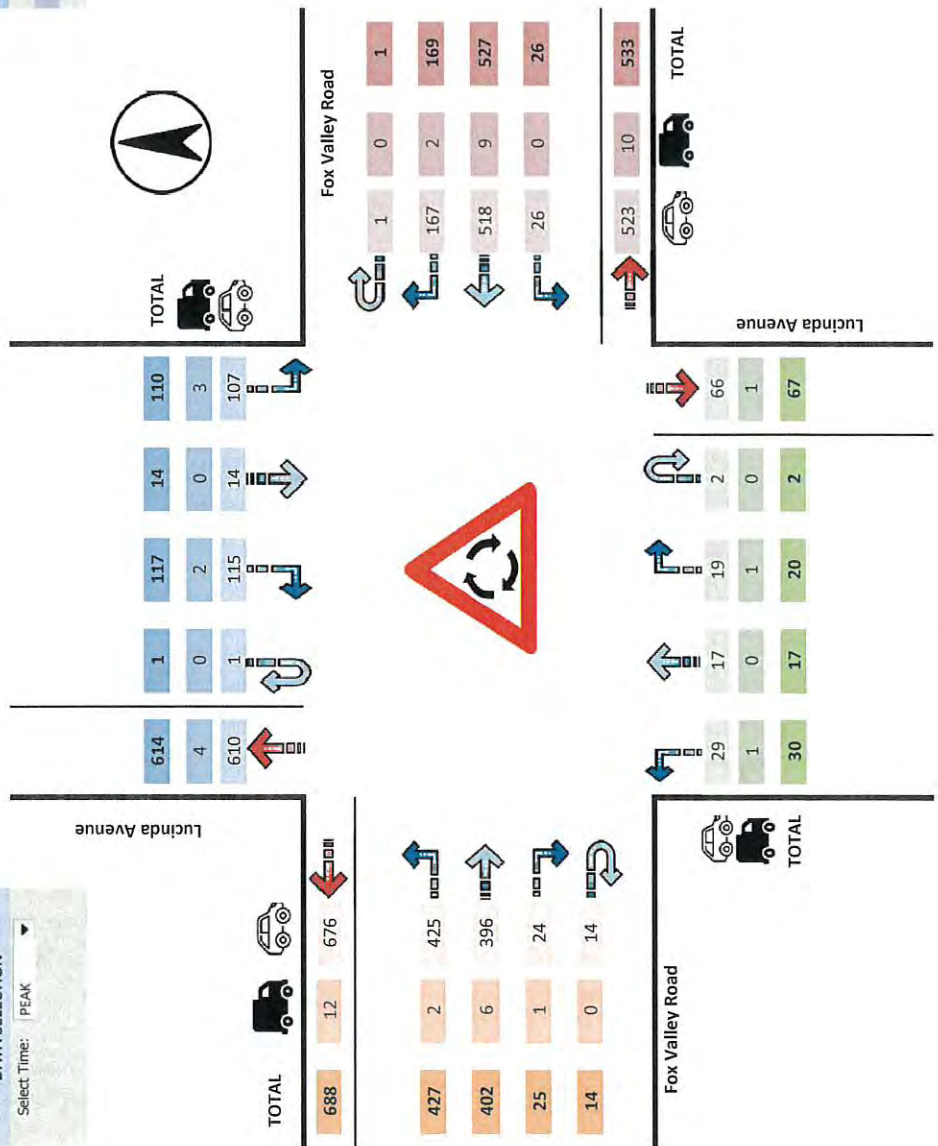 DATA SELECTION
Select Time: PEAK
Lucinda Avenue
614 1 117 14 110 TOTAL
4 0 2 0 3
610 1 115 14 107
Fox Valley Road
1 0 1
167 2 169
518 9 527
26 0 26
523 10 533
TOTAL
TOTAL
688 12 676
427 2 425
402 6 396
25 1 24
14 0 14
Fox Valley Road
Lucinda Avenue
29 17 19 2 66
1 0 1 0 1
TOTAL 30 17 20 2 67